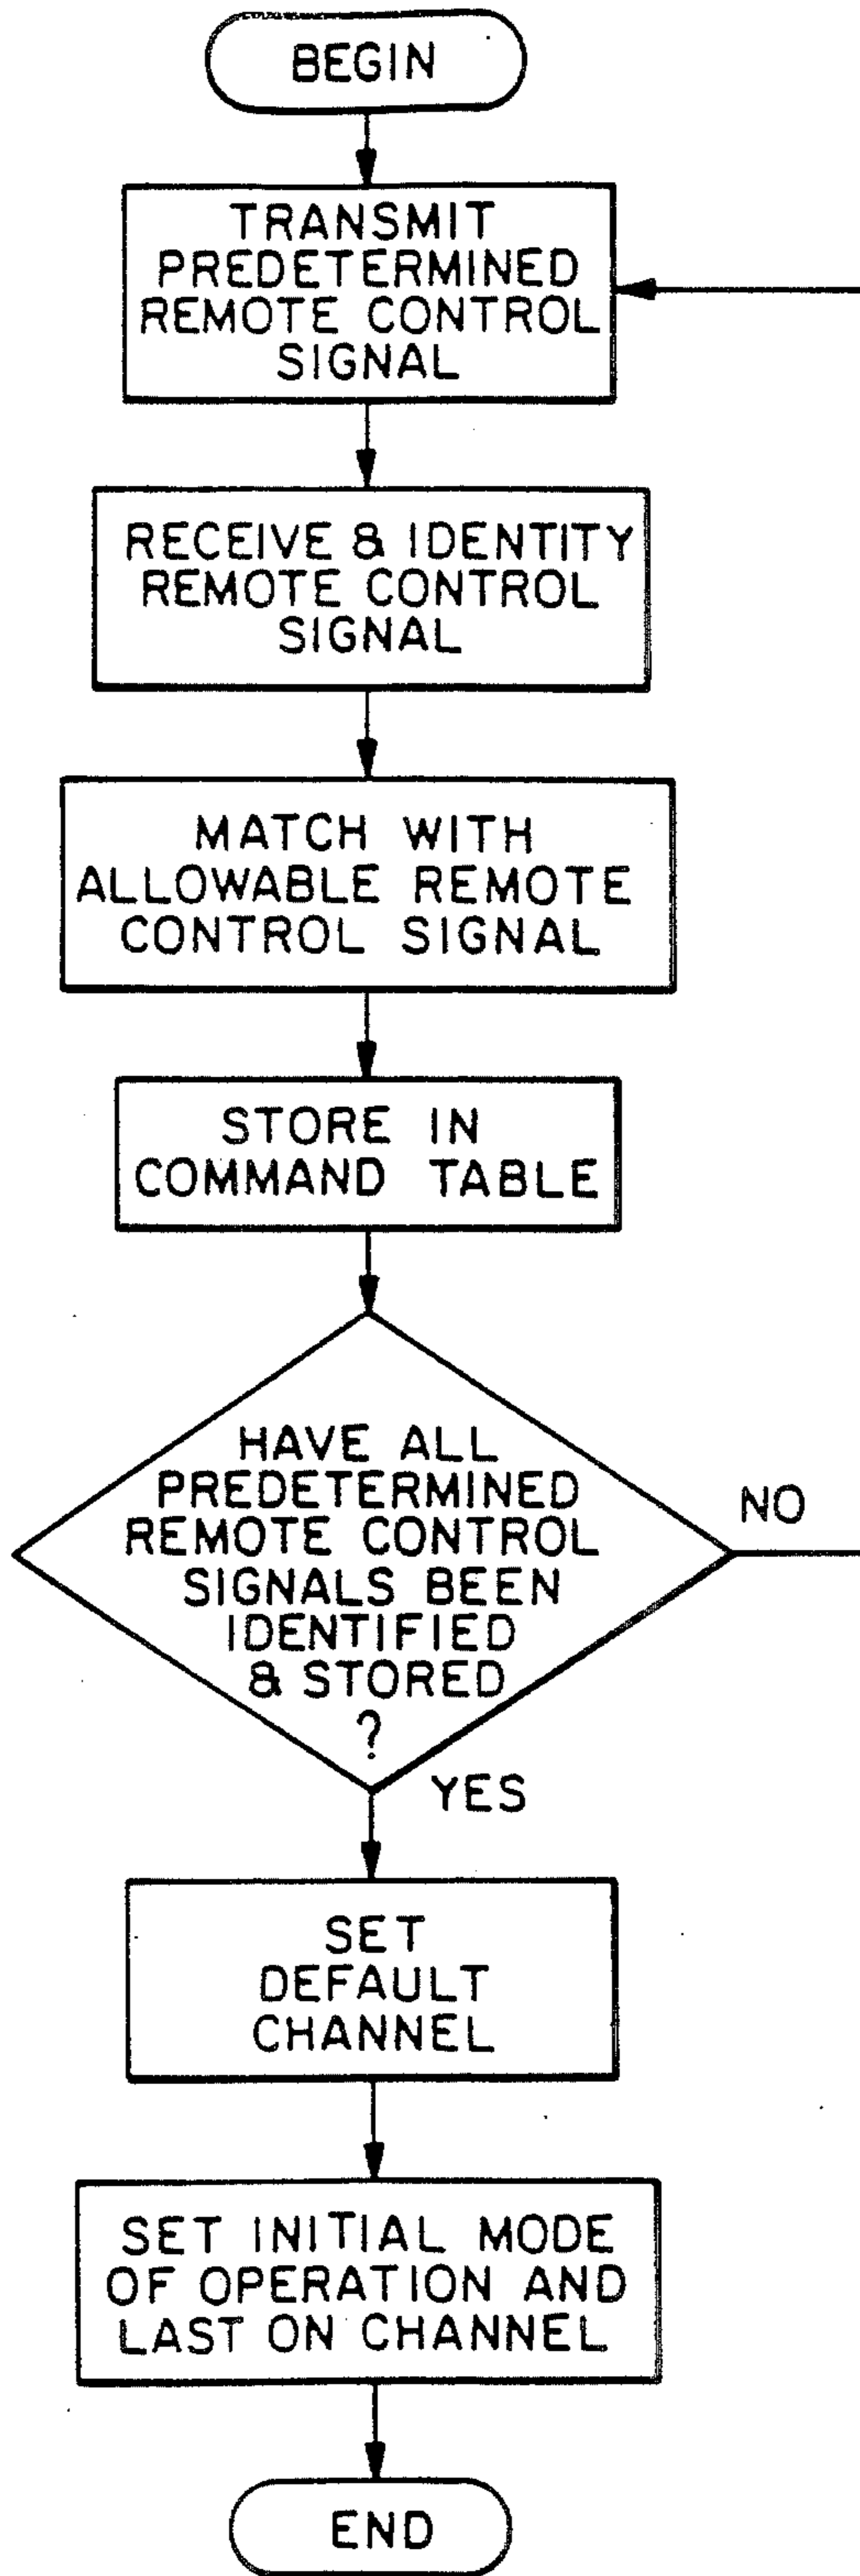 BEGIN
TRANSMIT
PREDETERMINED
REMOTE CONTROL
SIGNAL
RECEIVE & IDENTITY
REMOTE CONTROL
SIGNAL
MATCH WITH
ALLOWABLE REMOTE
CONTROL SIGNAL
STORE IN
COMMAND TABLE
HAVE ALL
PREDETERMINED
REMOTE CONTROL
SIGNALS BEEN
IDENTIFIED
& STORED
?
NO
YES
SET
DEFAULT
CHANNEL
SET INITIAL MODE
OF OPERATION AND
LAST ON CHANNEL
END